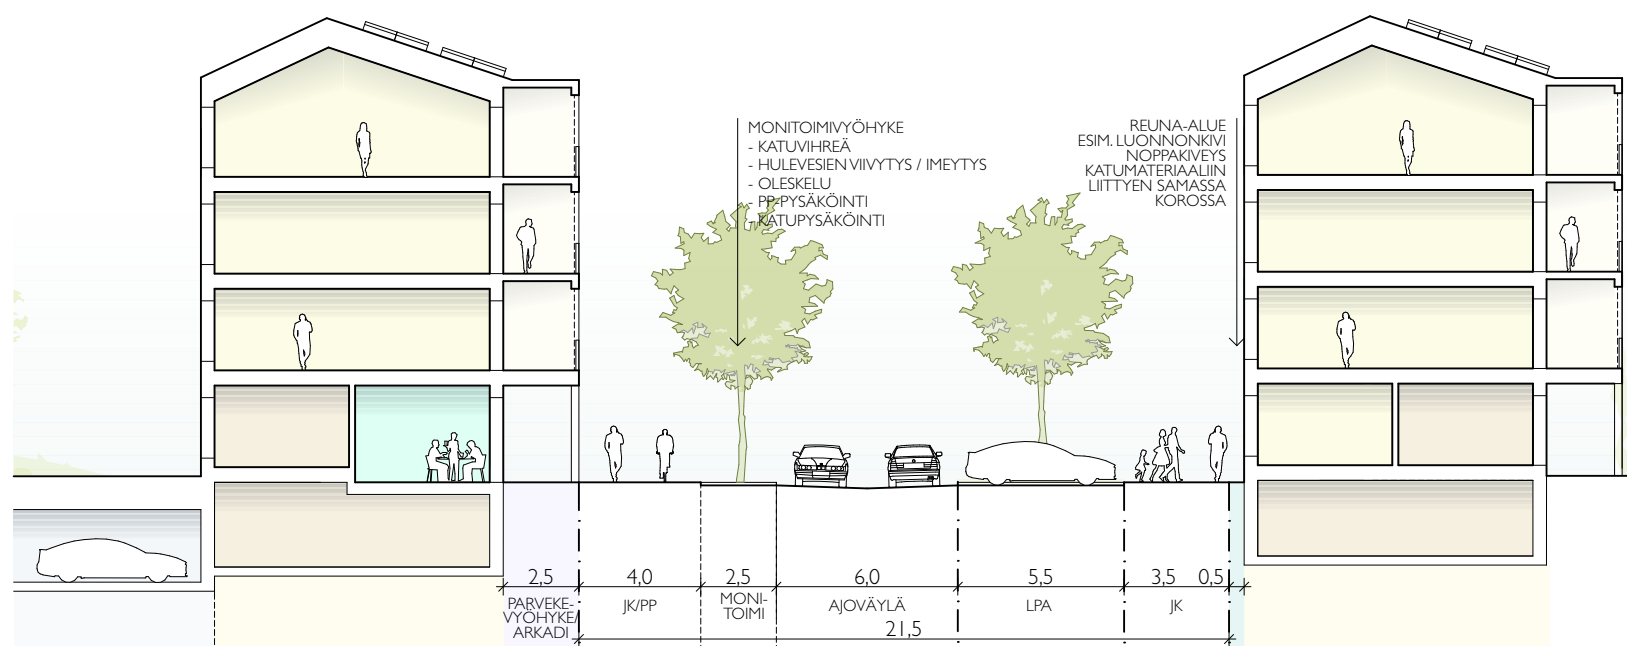 MONITOIMIVYÖHYKE
- KATUVIHREÄ
- HULEVESIEN VIIVYTYS / IMEYTYS
- OLESKELU
- PP-PYSÄKÖINTI
- KATUPYSÄKÖINTI
REUNA-ALUE
ESIM. LUONNONKIVI
NOPPAKIVEYS
KATUMATERIAALIIN
LIITTYEN SAMASSA
KOROSSA
2,5 4,0 2,5 6,0 5,5 3,5 0,5
PARVEKE-
VYÖHYKE/
ARKADI
JK/PP
MONI-
TOIMI
AJOVÄYLÄ
LPA
JK
21,5